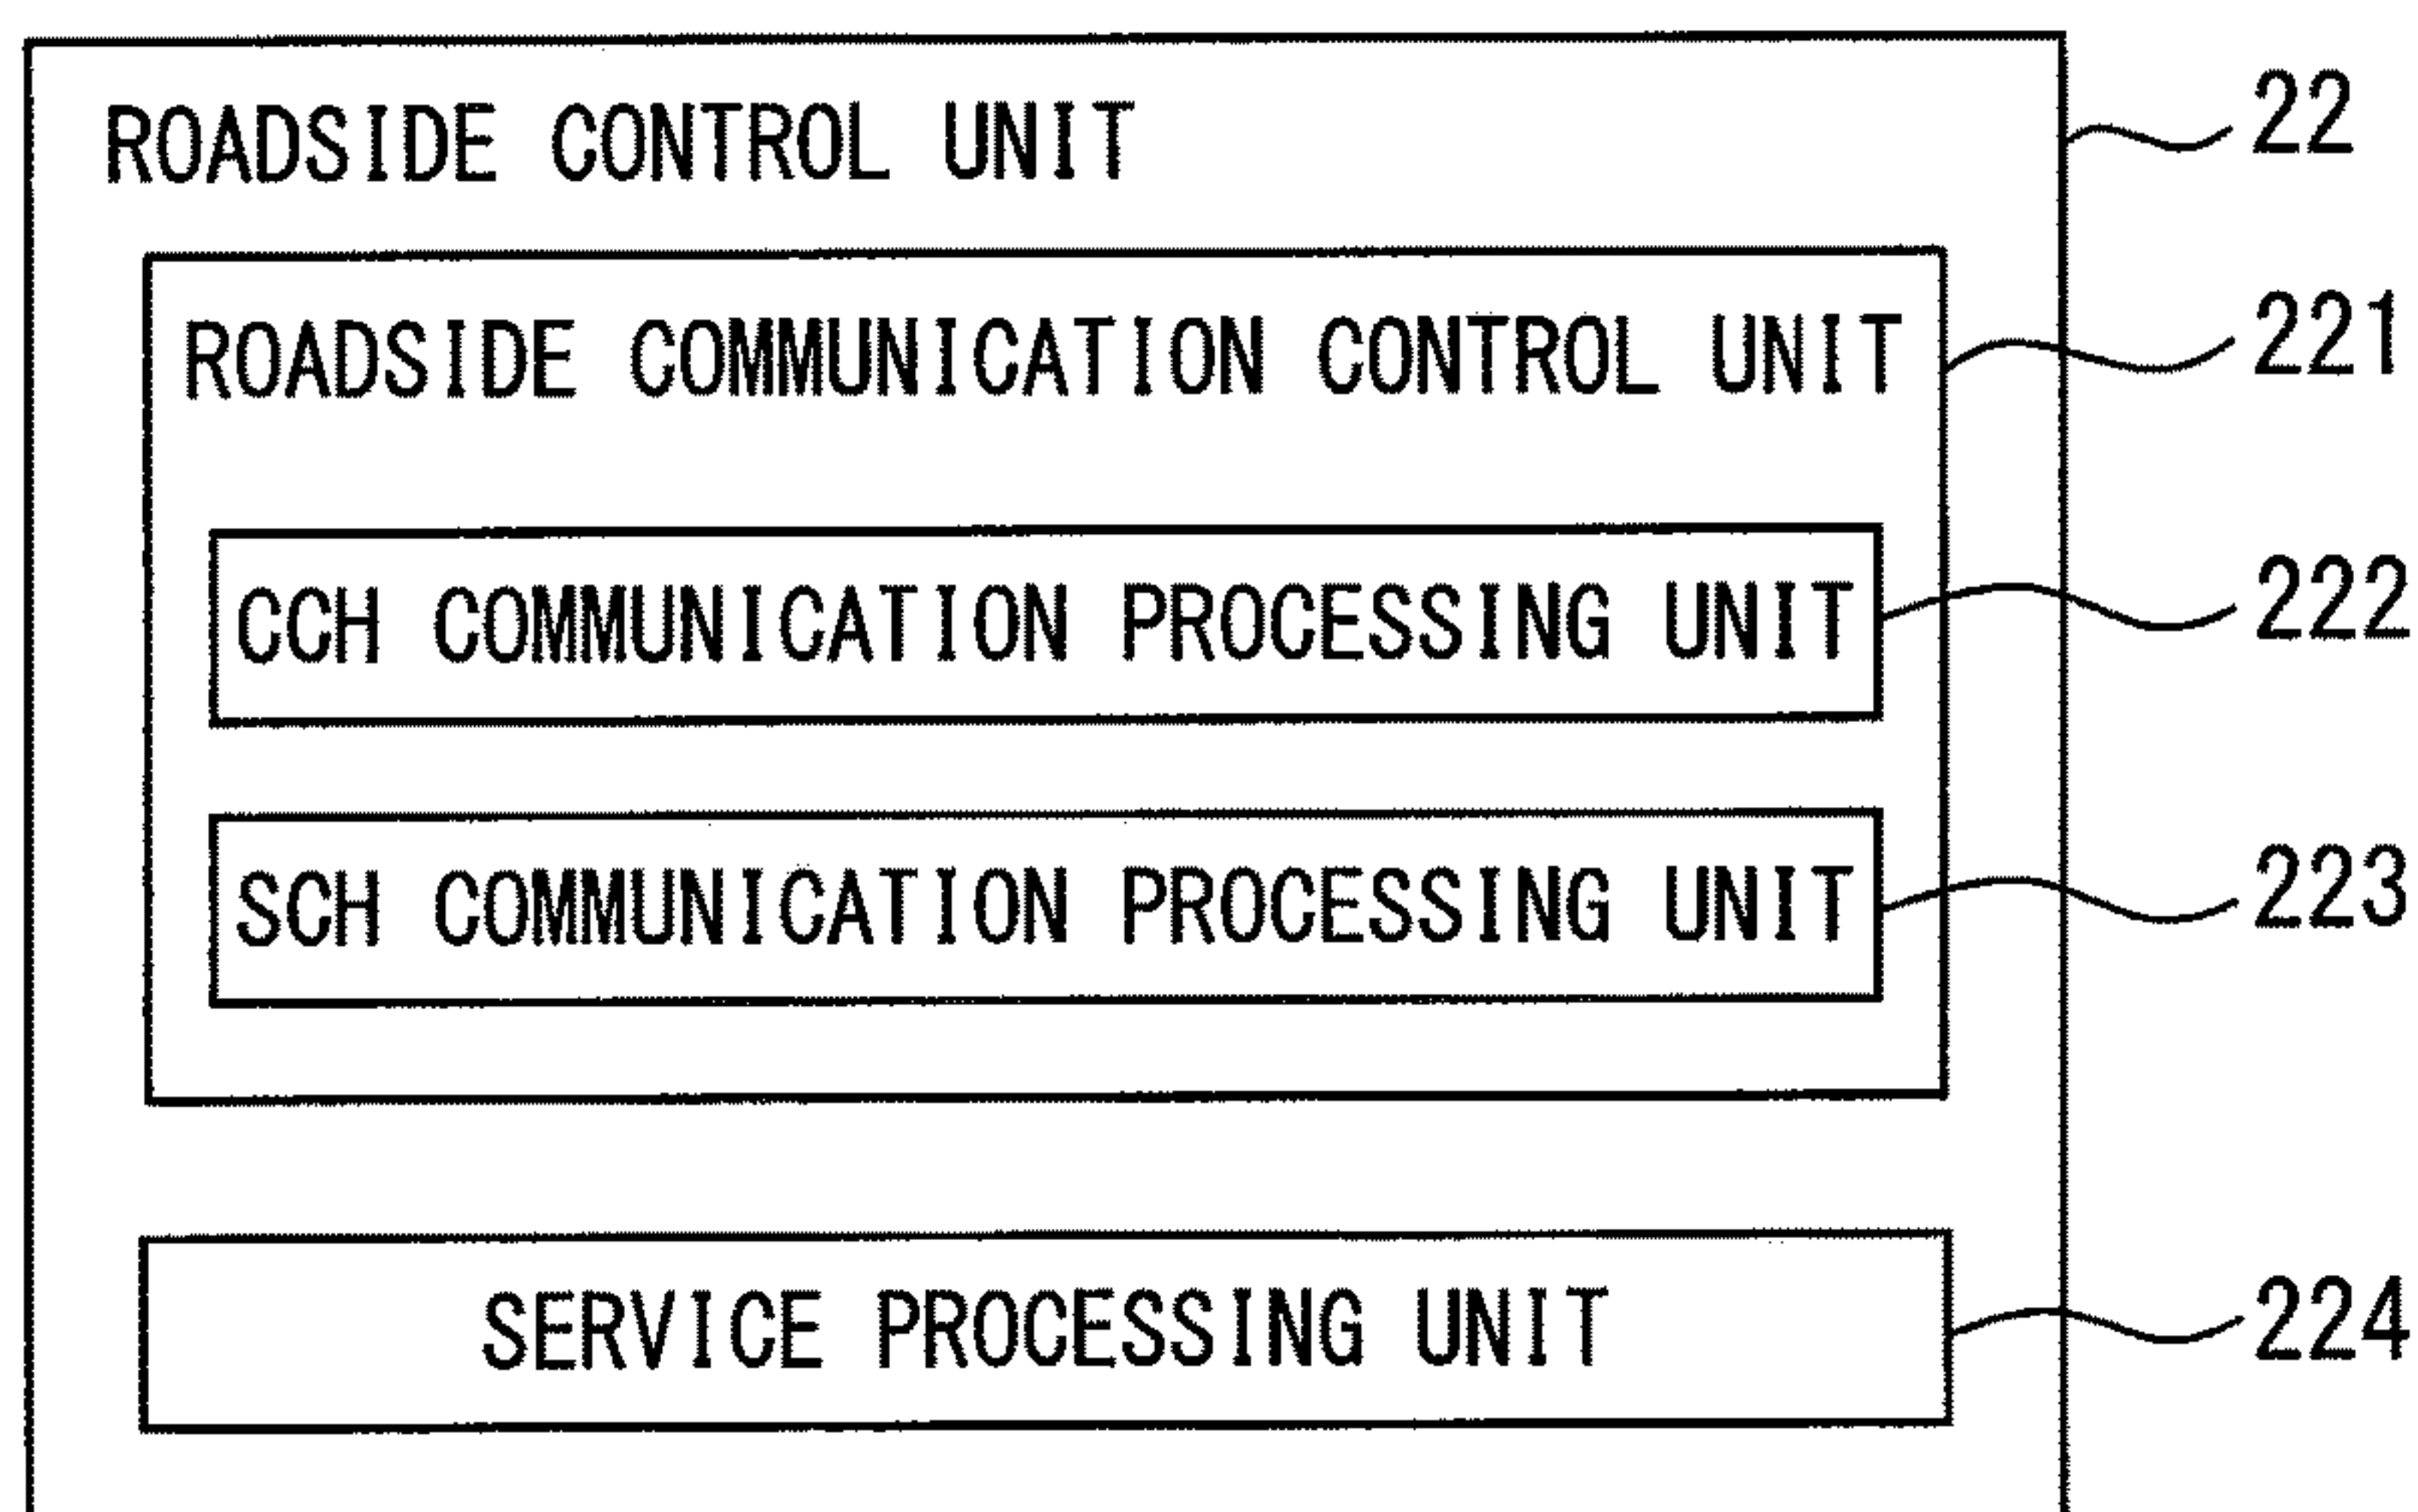 ROADSIDE CONTROL UNIT 22
ROADSIDE COMMUNICATION CONTROL UNIT 221
CCH COMMUNICATION PROCESSING UNIT 222
SCH COMMUNICATION PROCESSING UNIT 223
SERVICE PROCESSING UNIT 224